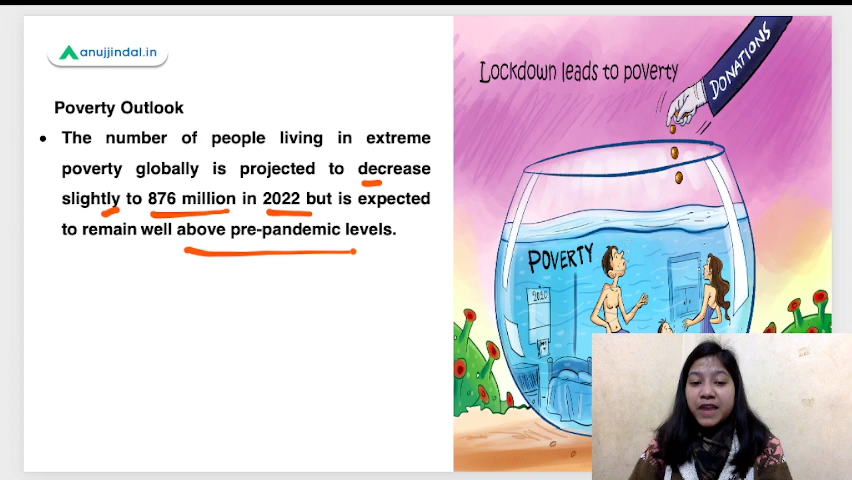 anujjindal.in
Poverty Outlook
• The number of people living in extreme
poverty globally is projected to decrease
slightly to 876 million in 2022 but is expected
to remain well above pre-pandemic levels.
Lockdown leads to poverty
DONATIONS
POVERTY
2020